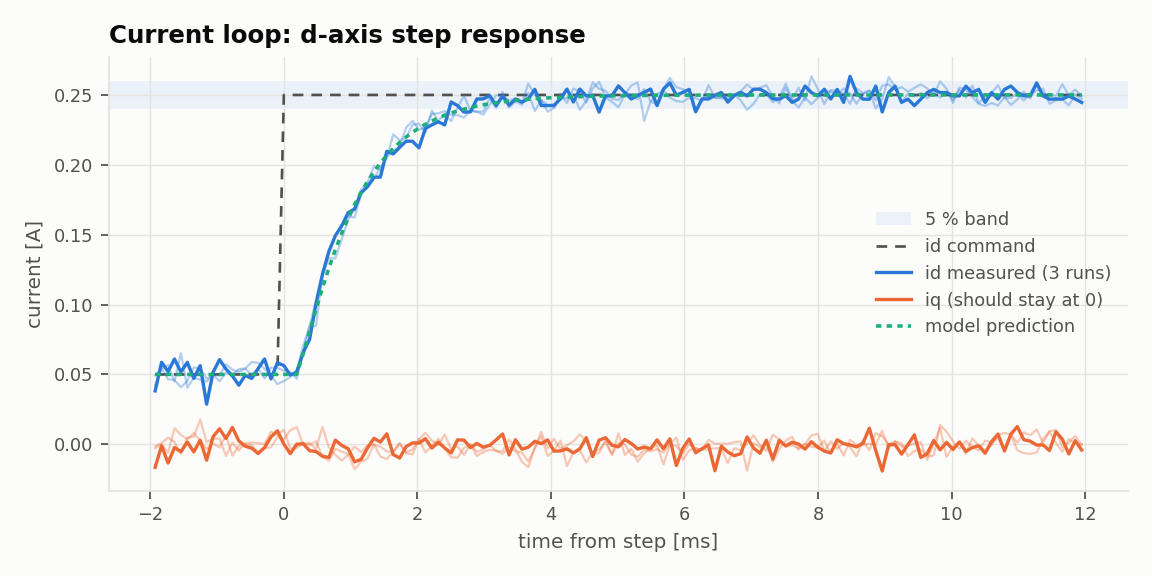 Current loop: d-axis step response
current [A]
0.25
0.20
0.15
0.10
0.05
0.00
5 % band
id command
id measured (3 runs)
iq (should stay at 0)
model prediction
−2 0 2 4 6 8 10 12
time from step [ms]